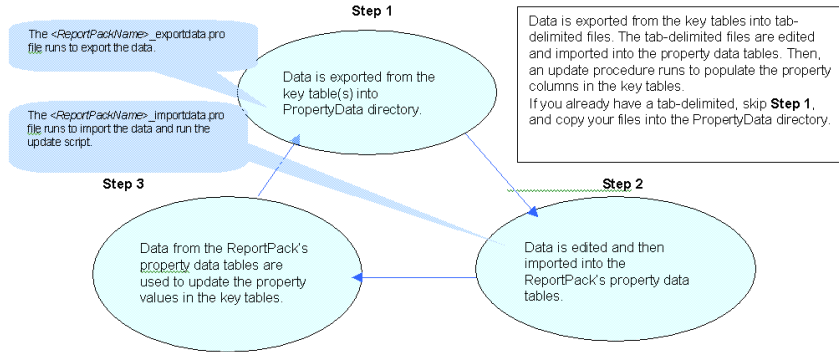 Step 1
The <ReportPackName>_exportdata.pro
file runs to export the data.
Data is exported from the
key table(s) into
PropertyData directory.
Data is exported from the key tables into tab-
delimited files. The tab-delimited files are edited
and imported into the property data tables. Then,
an update procedure runs to populate the property
columns in the key tables.
If you already have a tab-delimited, skip Step 1,
and copy your files into the PropertyData directory.
The <ReportPackName>_importdata.pro
file runs to import the data and run the
update script.
Step 3
Step 2
Data from the ReportPack's
property data tables are
used to update the property
values in the key tables.
Data is edited and then
imported into the
ReportPack's property data
tables.